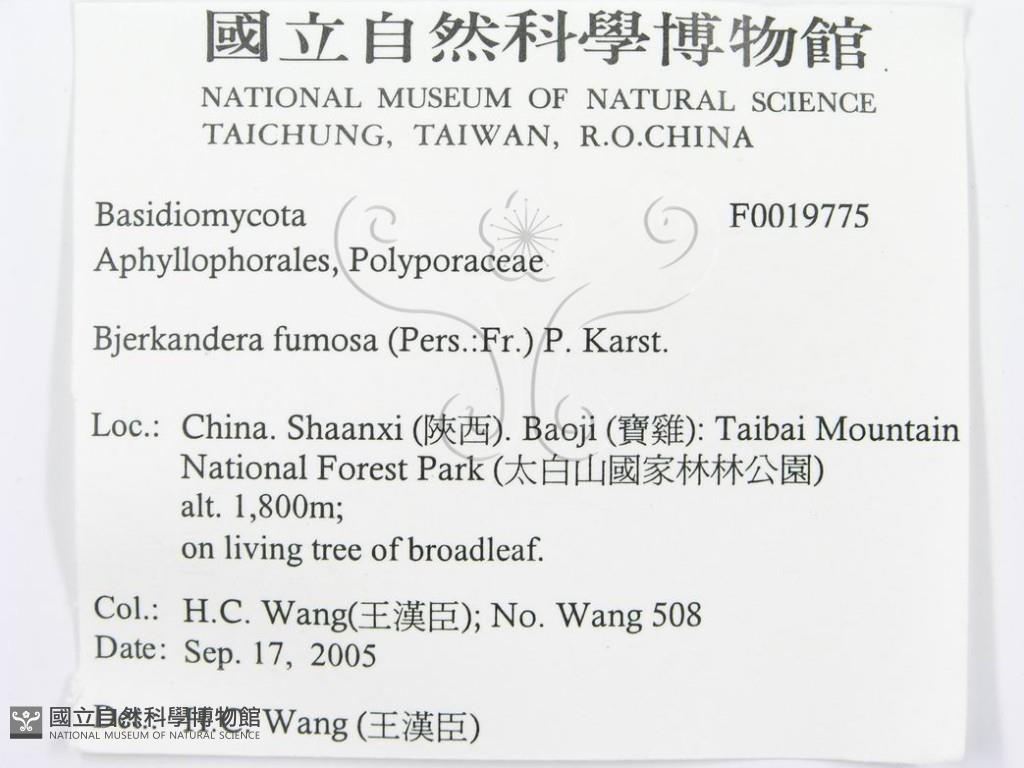 國立自然科學博物館
NATIONAL MUSEUM OF NATURAL SCIENCE
TAICHUNG, TAIWAN, R.O.CHINA
Basidiomycota F0019775
Aphyllophorales, Polyporaceae
Bjerkandera fumosa (Pers.:Fr.) P. Karst.
Loc.: China. Shaanxi (陝西). Baoji (寶雞): Taibai Mountain
National Forest Park (太白山國家林林公園)
alt. 1,800m;
on living tree of broadleaf.
Col.: H.C. Wang(王漢臣); No. Wang 508
Date: Sep. 17, 2005
Det.: H.C. Wang (王漢臣)
國立自然科學博物館
NATIONAL MUSEUM OF NATURAL SCIENCE